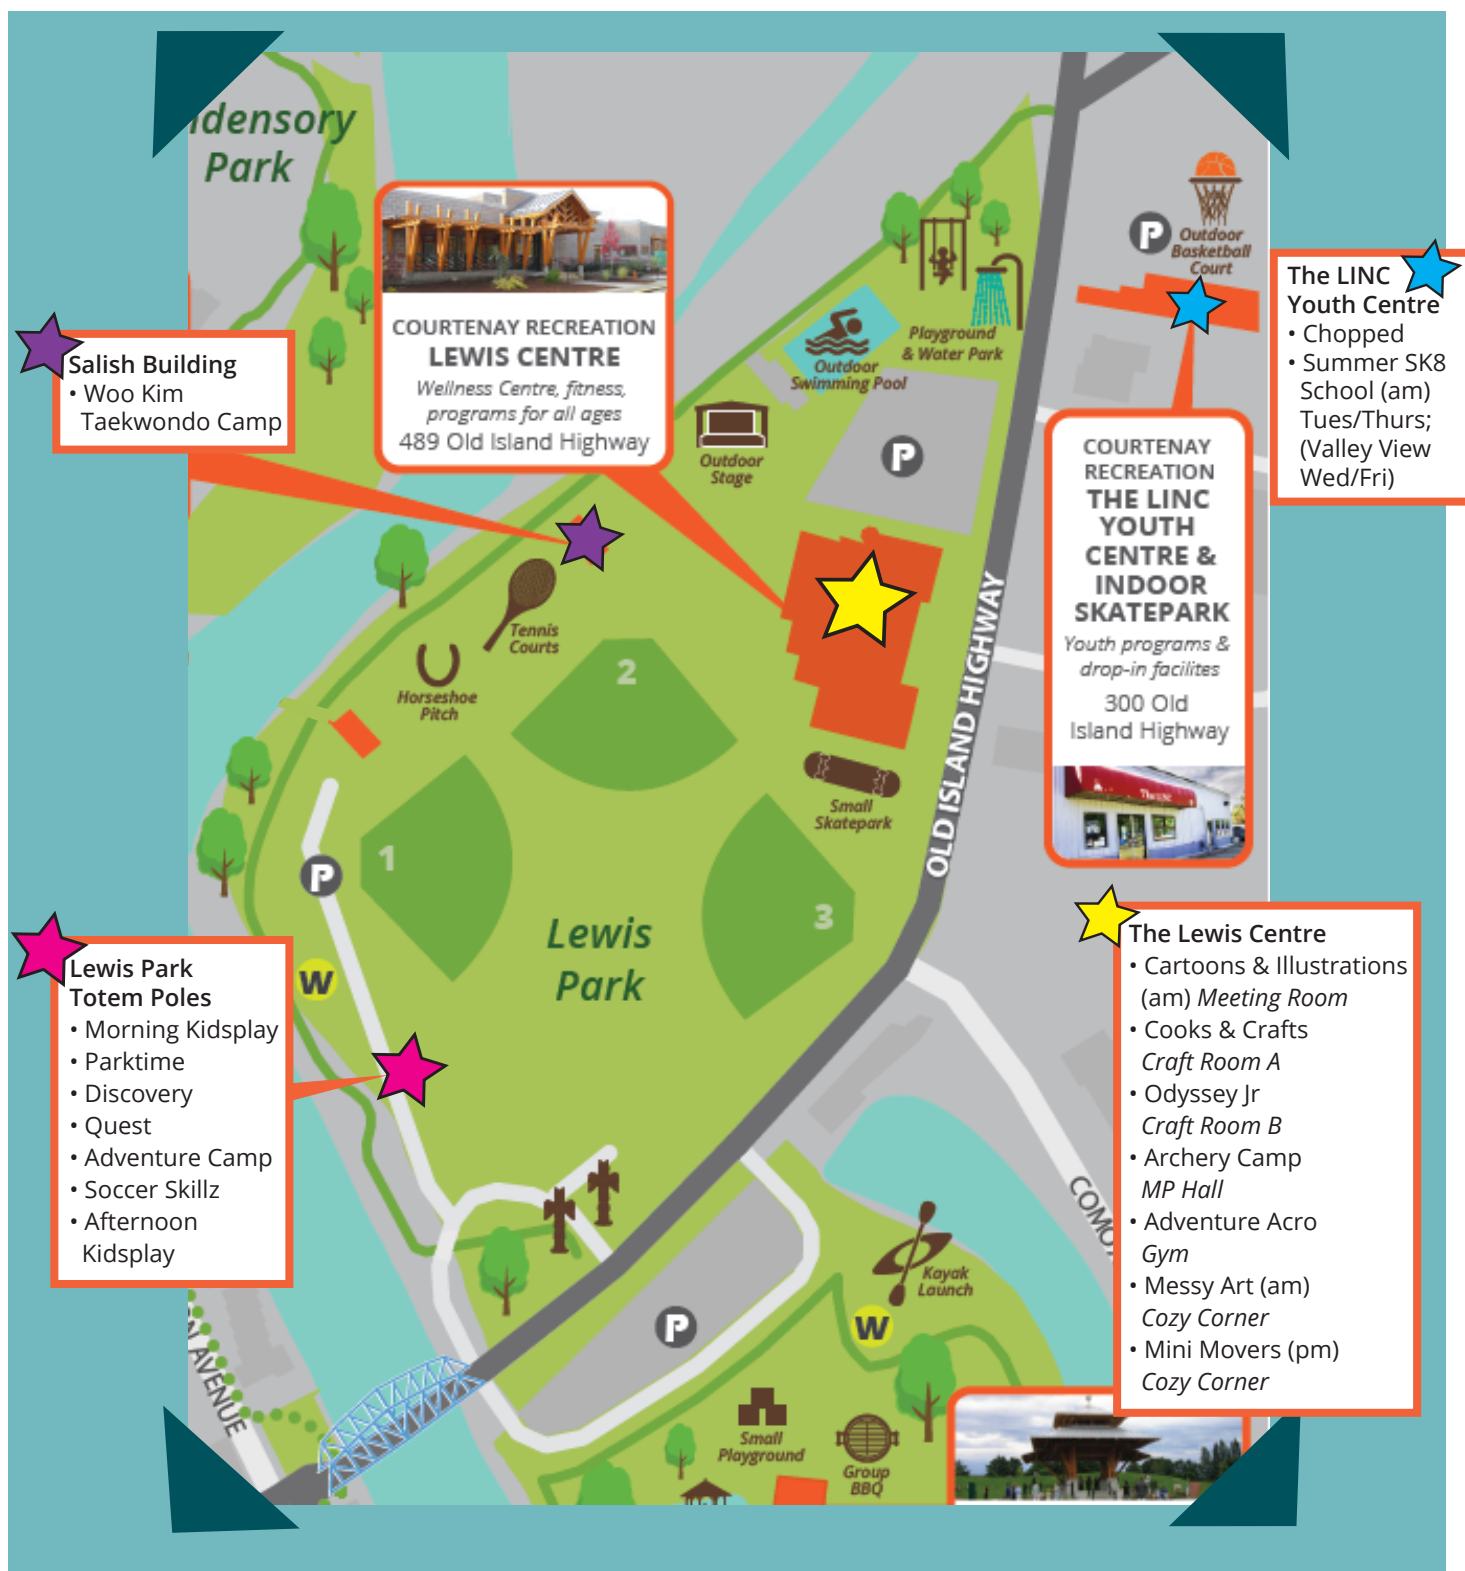 Park
COURTENAY RECREATION
LEWIS CENTRE
Wellness Centre, fitness,
programs for all ages
489 Old Island Highway
Salish Building
• Woo Kim
Taekwondo Camp
P
Outdoor
Basketball
Court
The LINC
Youth Centre
• Chopped
• Summer SK8
School (am)
Tues/Thurs;
(Valley View
Wed/Fri)
Playground
& Water Park
Outdoor
Swimming Pool
Outdoor
Stage
P
COURTENAY
RECREATION
THE LINC
YOUTH
CENTRE &
INDOOR
SKATEPARK
Youth programs &
drop-in facilites
300 Old
Island Highway
Tennis
Courts
Horseshoe
Pitch
2
Small
Skatepark
OLD ISLAND HIGHWAY
1
P
3
Lewis
Park
W
Lewis Park
Totem Poles
• Morning Kidsplay
• Parktime
• Discovery
• Quest
• Adventure Camp
• Soccer Skillz
• Afternoon
Kidsplay
The Lewis Centre
• Cartoons & Illustrations
(am) Meeting Room
• Cooks & Crafts
Craft Room A
• Odyssey Jr
Craft Room B
• Archery Camp
MP Hall
• Adventure Acro
Gym
• Messy Art (am)
Cozy Corner
• Mini Movers (pm)
Cozy Corner
Kayak
Launch
W
P
AVENUE
Small
Playground
Group
BBQ